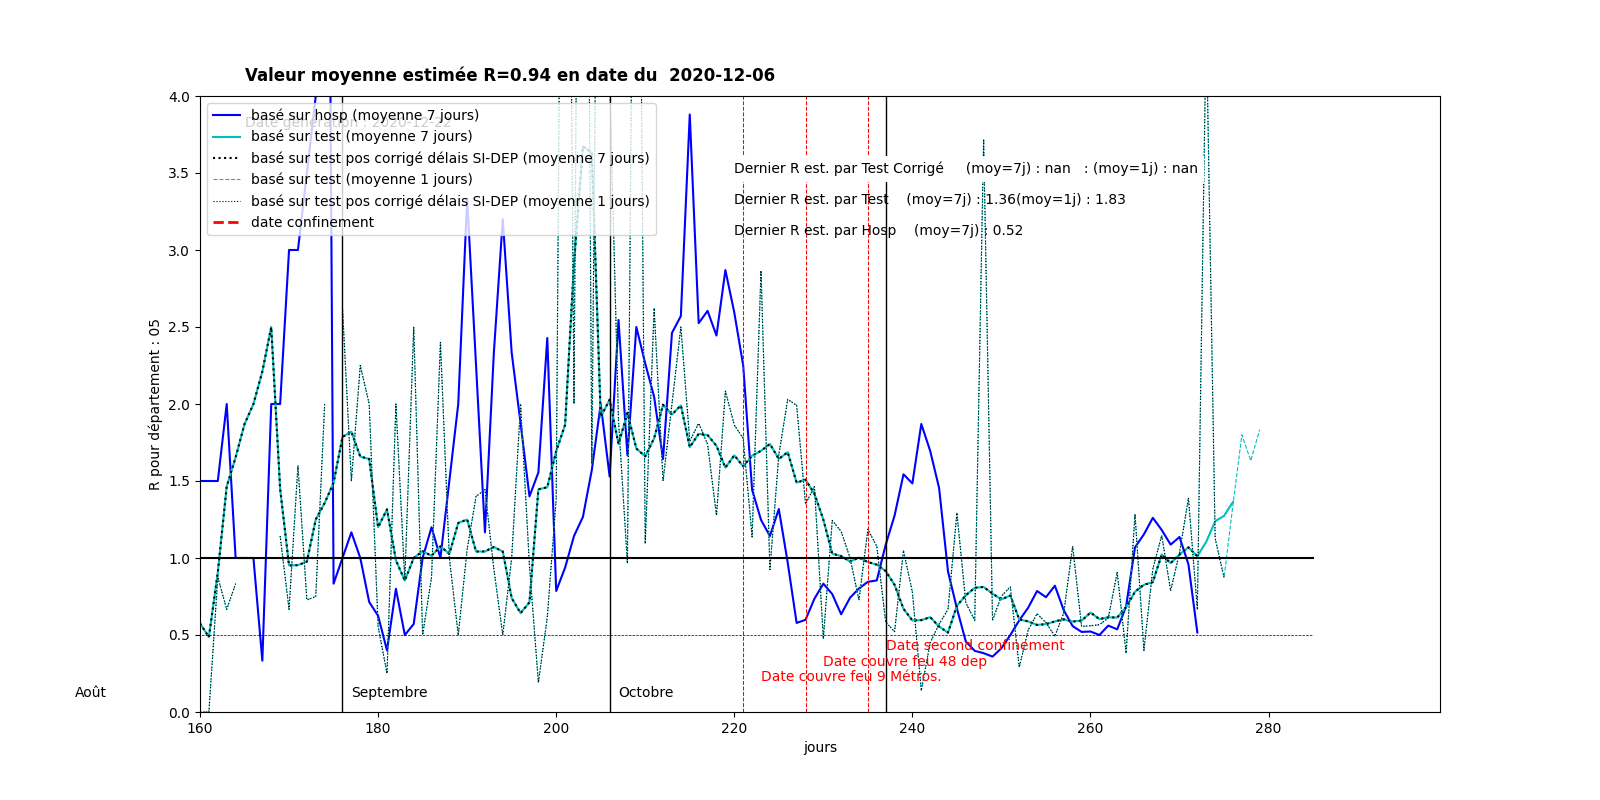 Valeur moyenne estimée R=0.94 en date du  2020-12-06
Date génération : 2020-12-22
basé sur hosp (moyenne 7 jours)
basé sur test (moyenne 7 jours)
basé sur test pos corrigé délais SI-DEP (moyenne 7 jours)
basé sur test (moyenne 1 jours)
basé sur test pos corrigé délais SI-DEP (moyenne 1 jours)
date confinement
Dernier R est. par Test Corrigé     (moy=7j) : nan   : (moy=1j) : nan
Dernier R est. par Test    (moy=7j) : 1.36(moy=1j) : 1.83
Dernier R est. par Hosp    (moy=7j) : 0.52
4.0
3.5
3.0
2.5
2.0
1.5
1.0
0.5
0.0
R pour département : 05
Date second confinement
Date couvre feu 48 dep
Date couvre feu 9 Métros.
Août
Septembre
Octobre
160
180
200
220
240
260
280
jours